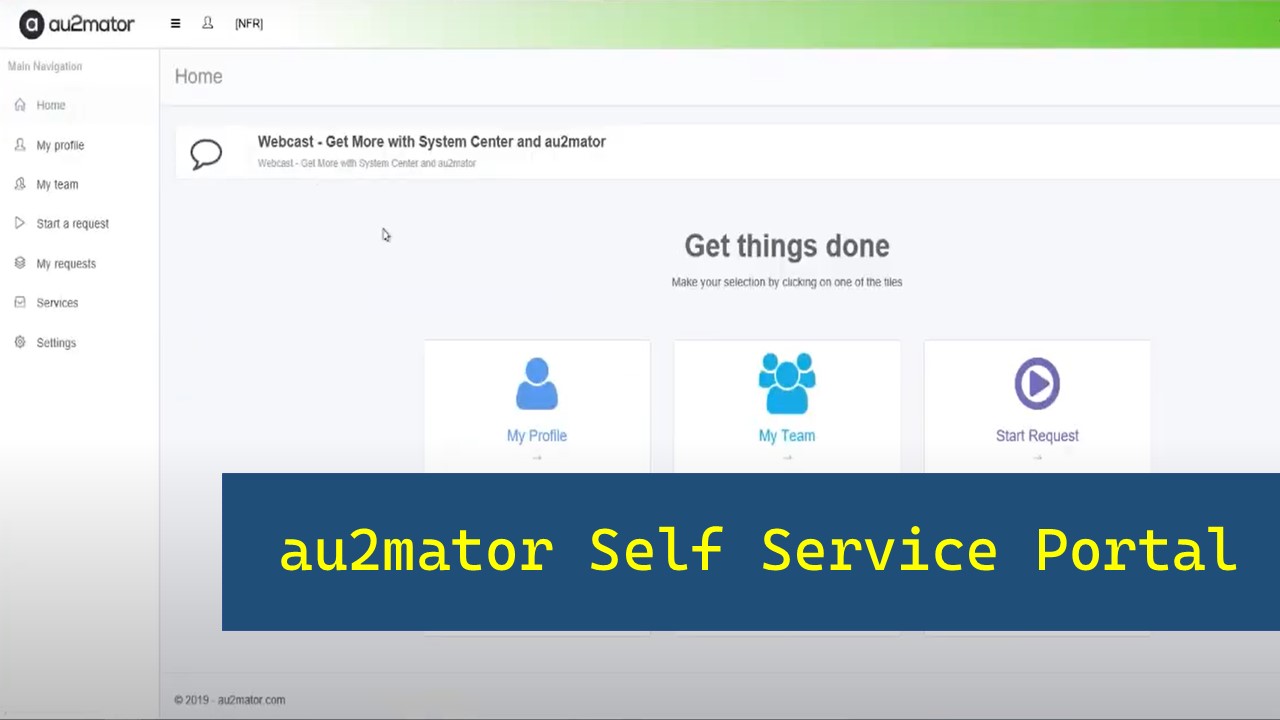 au2mator
[NFR]
Main Navigation
Home
My profile
My team
Start a request
My requests
Services
Settings
Home
Webcast - Get More with System Center and au2mator
Webcast - Get More with System Center and au2mator
Get things done
Make your selection by clicking on one of the tiles
My Profile
My Team
Start Request
au2mator Self Service Portal
© 2019 - au2mator.com